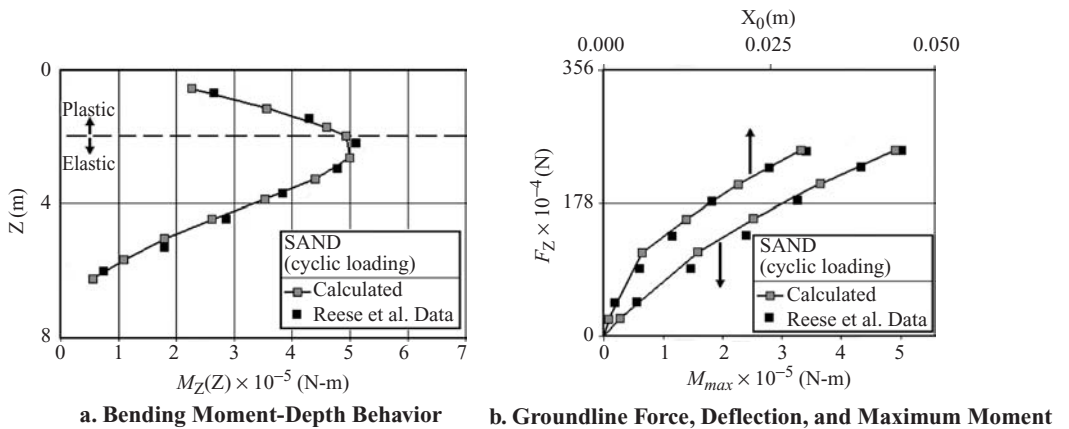 0
Plastic
Elastic
Z (m)
4
8
SAND
(cyclic loading)
Calculated
Reese et al. Data
0 1 2 3 4 5 6 7
M_Z(Z) × 10⁻⁵ (N-m)
a. Bending Moment-Depth Behavior
X₀(m)
0.000 0.025 0.050
356
F_Z × 10⁻⁴ (N)
178
0
SAND
(cyclic loading)
Calculated
Reese et al. Data
0 1 2 3 4 5
M_max × 10⁻⁵ (N-m)
b. Groundline Force, Deflection, and Maximum Moment